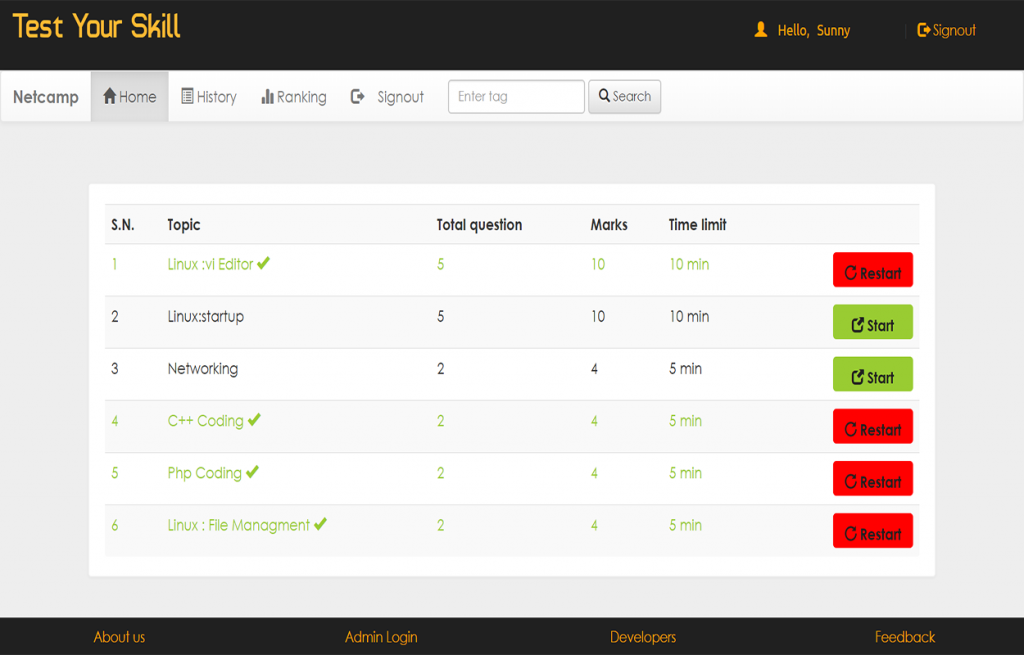 Test Your Skill
Hello, Sunny Signout
Netcamp Home History Ranking Signout Enter tag Search
S.N. Topic Total question Marks Time limit
1 Linux :vi Editor 5 10 10 min Restart
2 Linux:startup 5 10 10 min Start
3 Networking 2 4 5 min Start
4 C++ Coding 2 4 5 min Restart
5 Php Coding 2 4 5 min Restart
6 Linux : File Managment 2 4 5 min Restart
About us Admin Login Developers Feedback